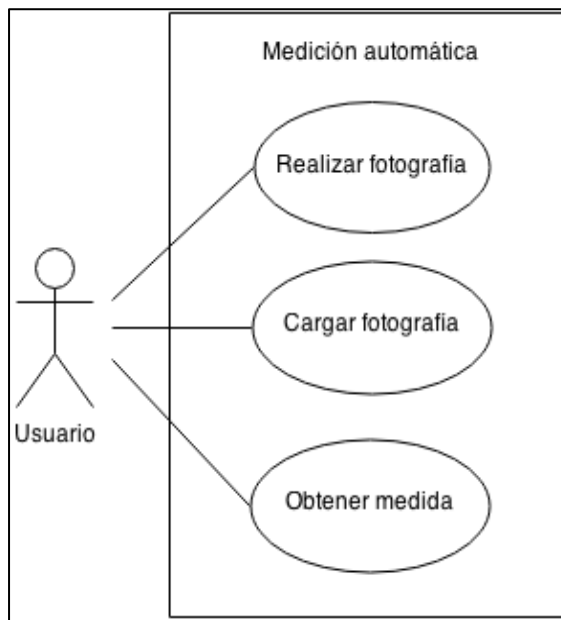 Medición automática
Realizar fotografía
Cargar fotografía
Usuario
Obtener medida